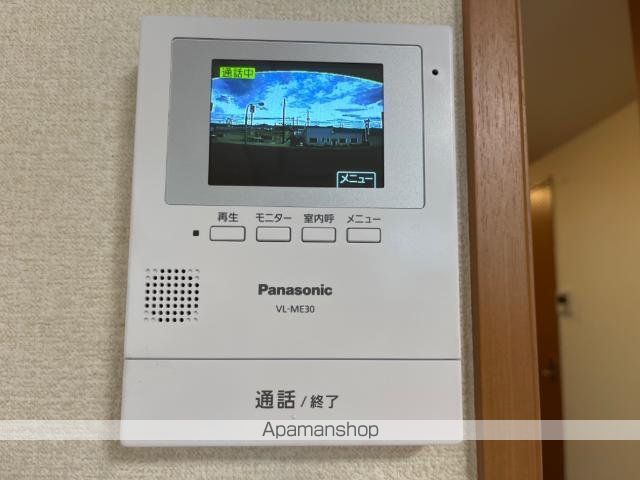 通話中
メニュー
再生 モニター 室内呼 メニュー
Panasonic
VL-ME30
通話 / 終了
Apamanshop